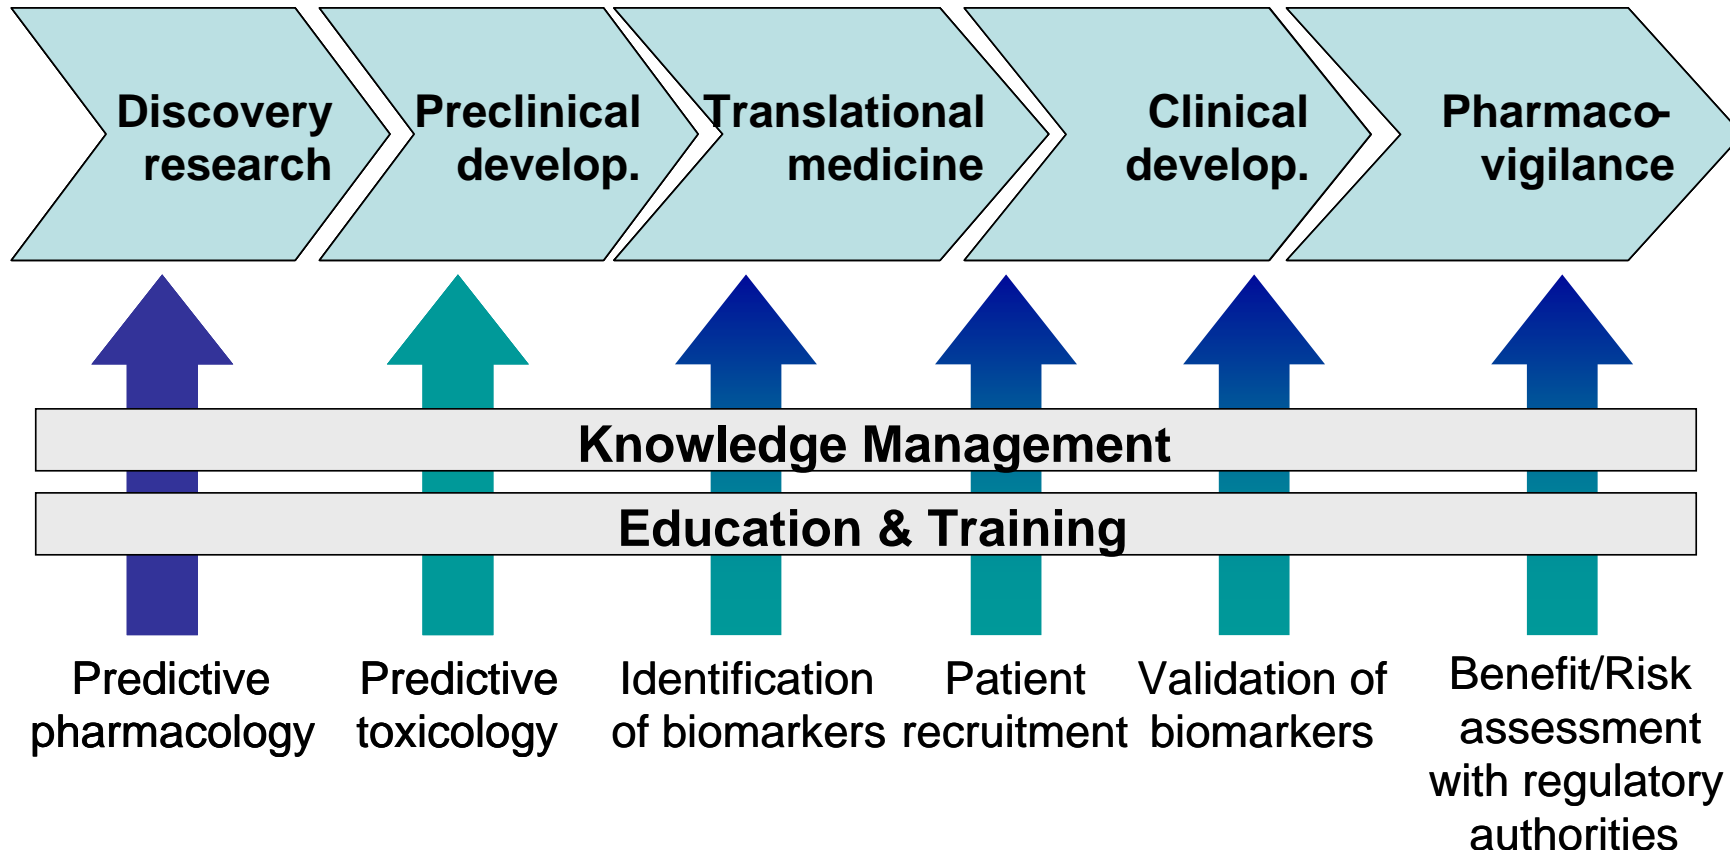 Discovery
research
Preclinical
develop.
Translational
medicine
Clinical
develop.
Pharmaco-
vigilance
Knowledge Management
Education & Training
Predictive
pharmacology
Predictive
toxicology
Identification
of biomarkers
Patient
recruitment
Validation of
biomarkers
Benefit/Risk
assessment
with regulatory
authorities